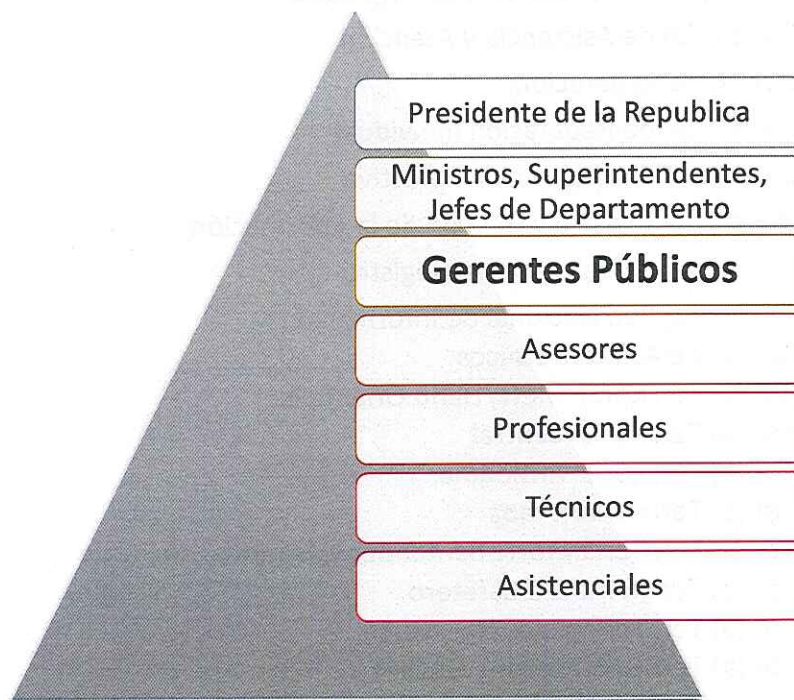 Presidente de la Republica
Ministros, Superintendentes,
Jefes de Departamento
Gerentes Públicos
Asesores
Profesionales
Técnicos
Asistenciales